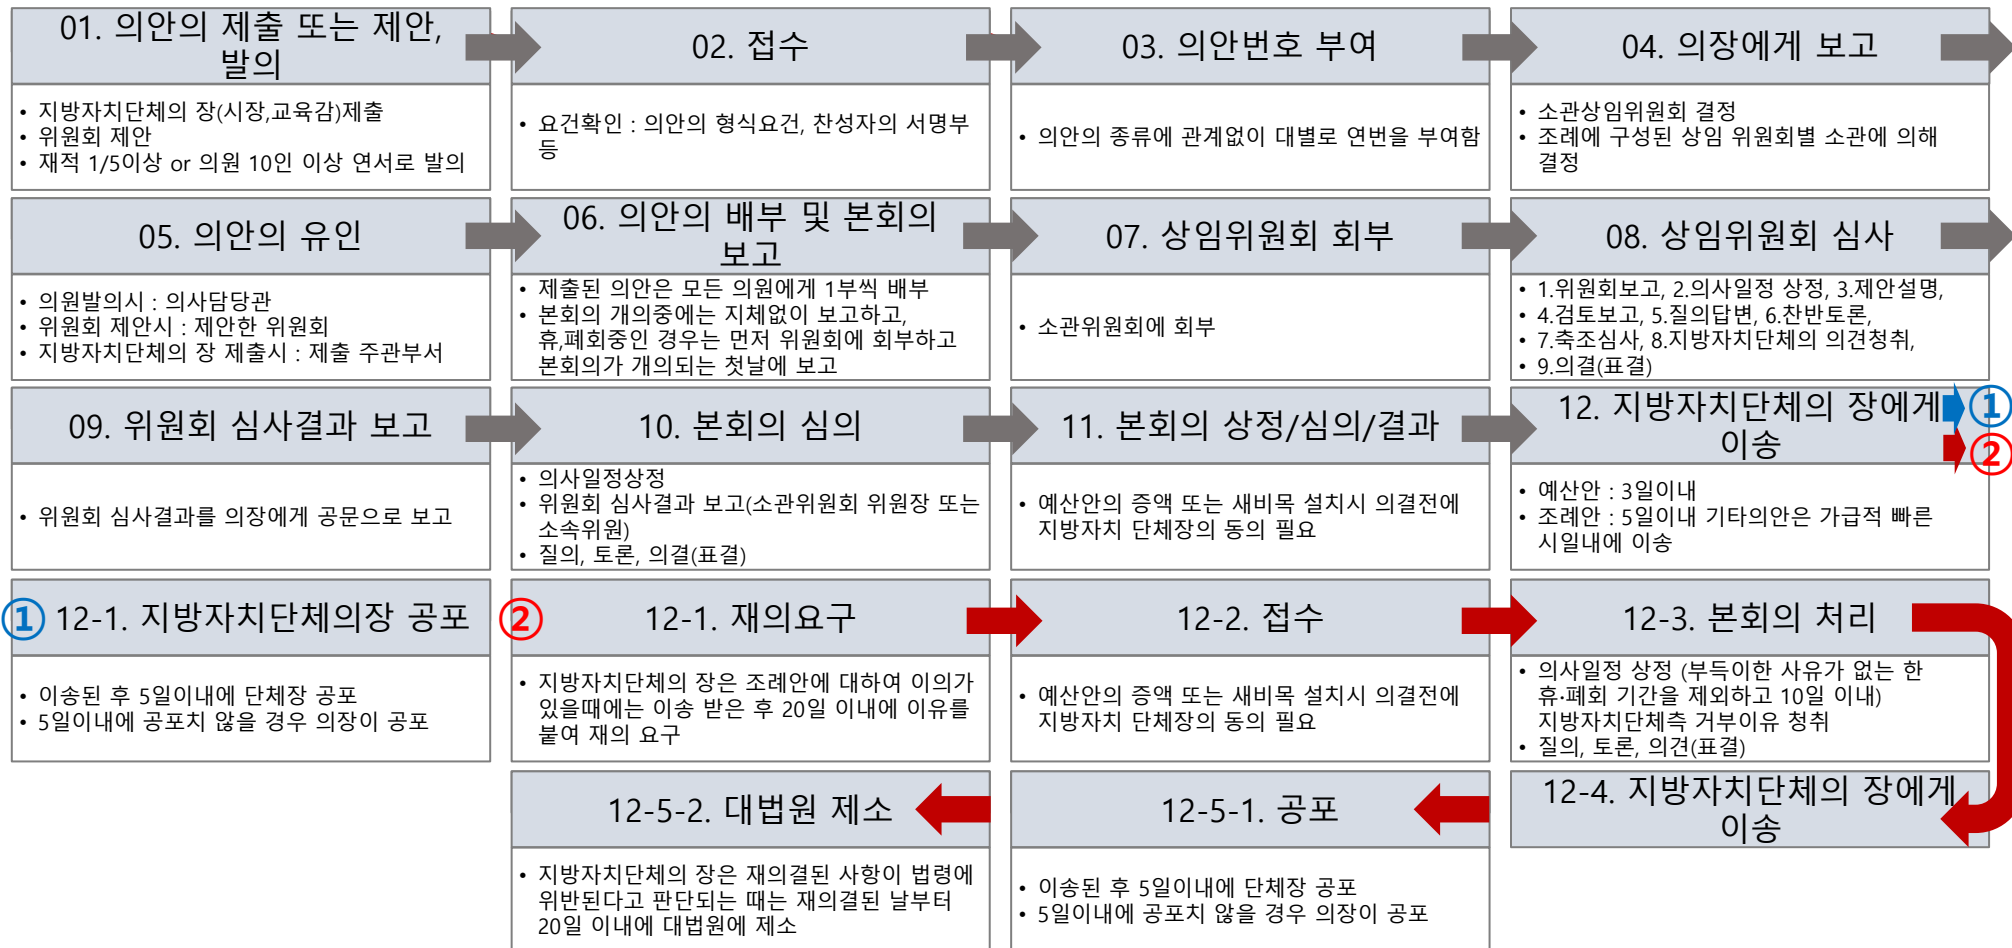 01. 의안의 제출 또는 제안,
발의
• 지방자치단체의 장(시장,교육감)제출
• 위원회 제안
• 재적 1/5이상 or 의원 10인 이상 연서로 발의
02. 접수
• 요건확인 : 의안의 형식요건, 찬성자의 서명부
등
03. 의안번호 부여
• 의안의 종류에 관계없이 대별로 연번을 부여함
04. 의장에게 보고
• 소관상임위원회 결정
• 조례에 구성된 상임 위원회별 소관에 의해
결정
05. 의안의 유인
• 의원발의시 : 의사담당관
• 위원회 제안시 : 제안한 위원회
• 지방자치단체의 장 제출시 : 제출 주관부서
06. 의안의 배부 및 본회의
보고
• 제출된 의안은 모든 의원에게 1부씩 배부
• 본회의 개의중에는 지체없이 보고하고,
휴,폐회중인 경우는 먼저 위원회에 회부하고
본회의가 개의되는 첫날에 보고
07. 상임위원회 회부
• 소관위원회에 회부
08. 상임위원회 심사
• 1.위원회보고, 2.의사일정 상정, 3.제안설명,
• 4.검토보고, 5.질의답변, 6.찬반토론,
• 7.축조심사, 8.지방자치단체의 의견청취,
• 9.의결(표결)
09. 위원회 심사결과 보고
• 위원회 심사결과를 의장에게 공문으로 보고
10. 본회의 심의
• 의사일정상정
• 위원회 심사결과 보고(소관위원회 위원장 또는
소속위원)
• 질의, 토론, 의결(표결)
11. 본회의 상정/심의/결과
• 예산안의 증액 또는 새비목 설치시 의결전에
지방자치 단체장의 동의 필요
12. 지방자치단체의 장에게
이송
①
②
• 예산안 : 3일이내
• 조례안 : 5일이내 기타의안은 가급적 빠른
시일내에 이송
① 12-1. 지방자치단체의장 공포
• 이송된 후 5일이내에 단체장 공포
• 5일이내에 공포치 않을 경우 의장이 공포
② 12-1. 재의요구
• 지방자치단체의 장은 조례안에 대하여 이의가
있을때에는 이송 받은 후 20일 이내에 이유를
붙여 재의 요구
12-2. 접수
• 예산안의 증액 또는 새비목 설치시 의결전에
지방자치 단체장의 동의 필요
12-3. 본회의 처리
• 의사일정 상정 (부득이한 사유가 없는 한
휴·폐회 기간을 제외하고 10일 이내)
지방자치단체측 거부이유 청취
• 질의, 토론, 의견(표결)
12-5-2. 대법원 제소
• 지방자치단체의 장은 재의결된 사항이 법령에
위반된다고 판단되는 때는 재의결된 날부터
20일 이내에 대법원에 제소
12-5-1. 공포
• 이송된 후 5일이내에 단체장 공포
• 5일이내에 공포치 않을 경우 의장이 공포
12-4. 지방자치단체의 장에게
이송